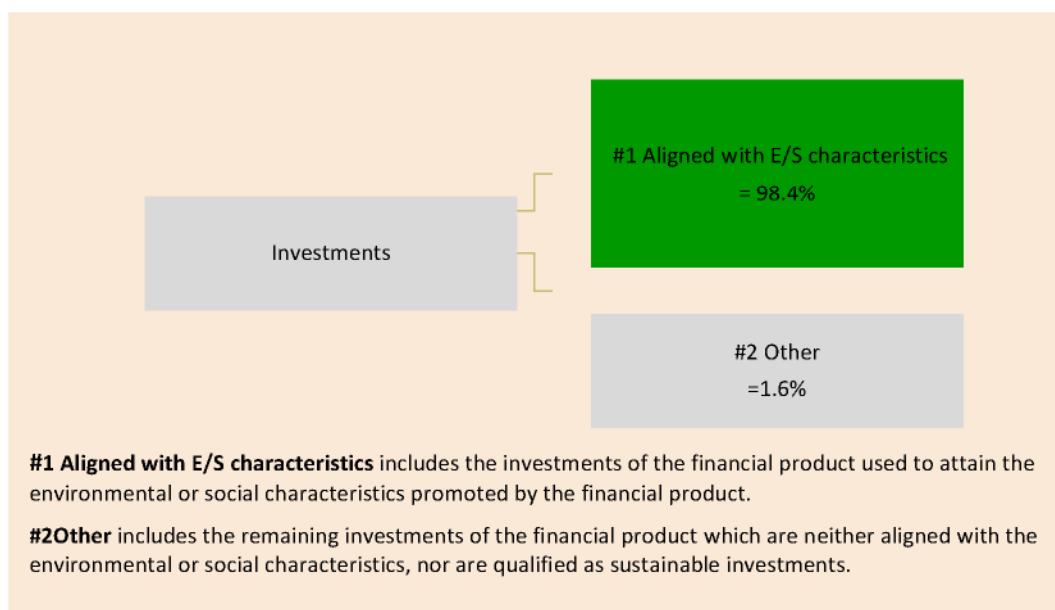 #1 Aligned with E/S characteristics
= 98.4%
Investments
#2 Other
=1.6%
#1 Aligned with E/S characteristics includes the investments of the financial product used to attain the
environmental or social characteristics promoted by the financial product.
#2Other includes the remaining investments of the financial product which are neither aligned with the
environmental or social characteristics, nor are qualified as sustainable investments.